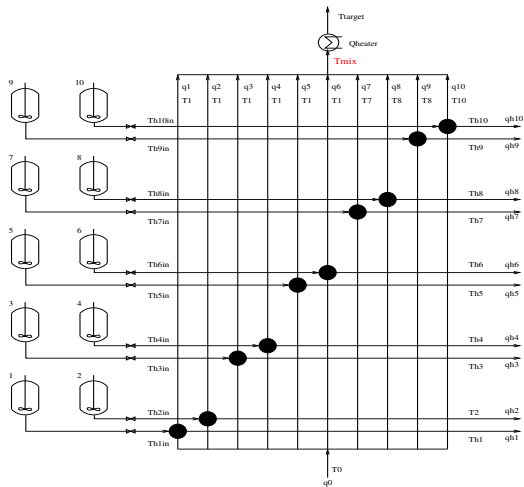 Ttarget
Qheater
Tmix
q1 q2 q3 q4 q5 q6 q7 q8 q9 q10
T1 T1 T1 T1 T1 T1 T7 T8 T8 T10
9 10
Th10in Th10 qh10
Th9in Th9 qh9
7 8
Th8in Th8 qh8
Th7in Th7 qh7
5 6
Th6in Th6 qh6
Th5in Th5 qh5
3 4
Th4in Th4 qh4
Th3in Th3 qh3
1 2
Th2in T2 qh2
Th1in Th1 qh1
T0
q0